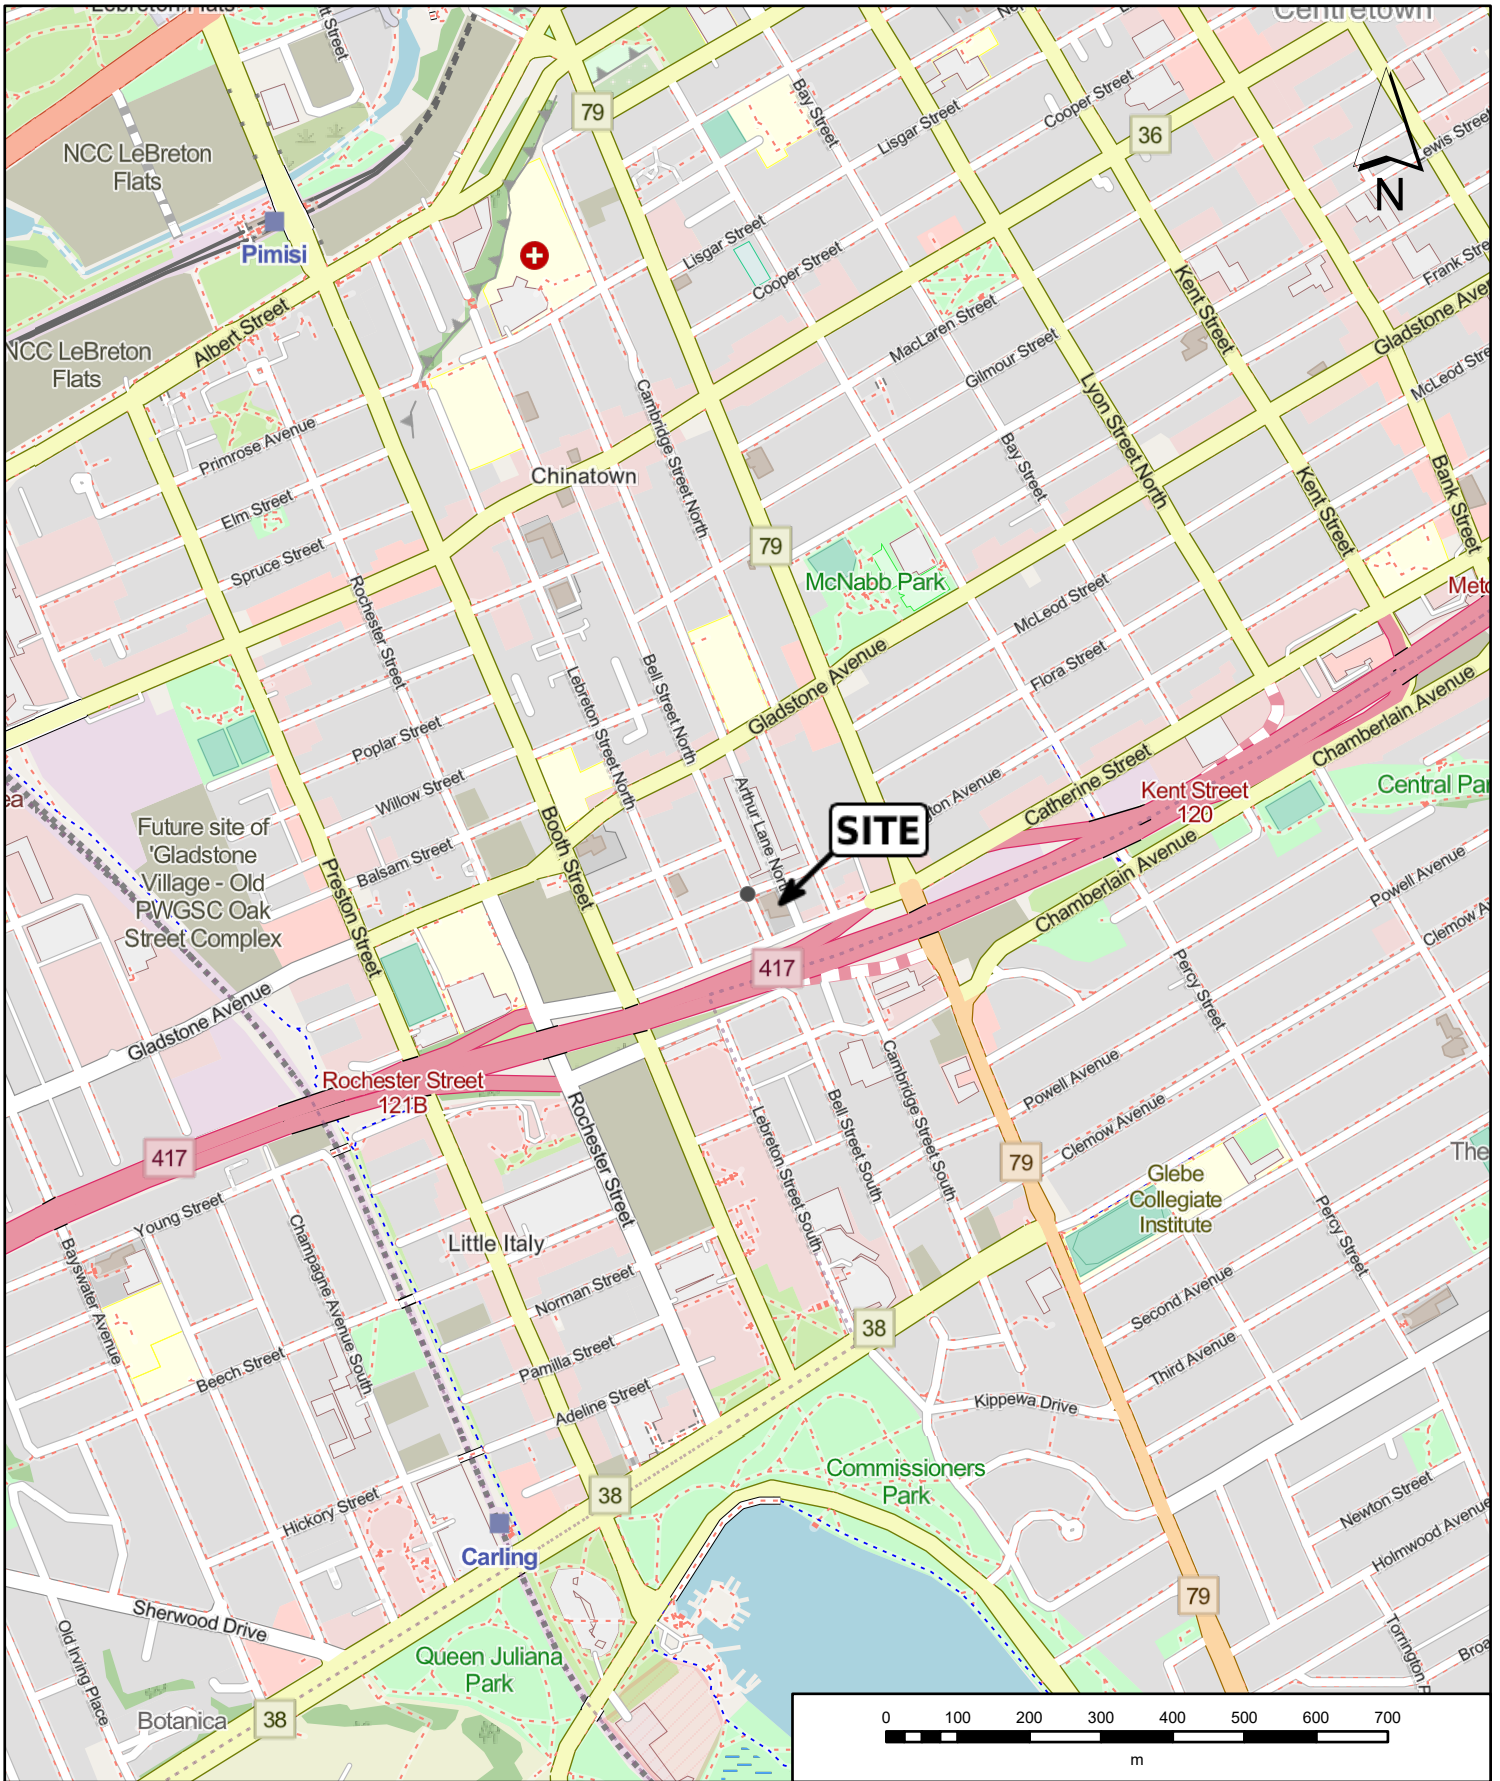 Lebreton Flats
Centretown
Bay Street
Lisgar Street
Cooper Street
79
36
Lewis Street
N
NCC LeBreton
Flats
Pimisi
Lisgar Street
Cooper Street
Kent Street
Gladstone
MacLaren Street
Gilmour Street
Albert Street
NCC LeBreton
Flats
Cambridge Street North
Lyon Street North
Primrose Avenue
Chinatown
Bay Street
Kent Street
Bank Street
Elm Street
Spruce Street
79
McNabb Park
McLeod Street
Rochester Street
Flora Street
Gladstone Avenue
Bell Street North
Lebreton Street North
Poplar Street
Willow Street
Balsam Street
Arthur Lane North
Catherine Street
Chamberlain Avenue
Kent Street
120
SITE
Booth Street
Preston Street
Future site of
'Gladstone
Village - Old
PWGSC Oak
Street Complex
Chamberlain Avenue
Powell Avenue
417
Percy Street
Gladstone Avenue
Rochester Street
121B
417
Cambridge Street South
Bell Street South
Lebreton Street South
Rochester Street
Powell Avenue
Clemow Avenue
79
Glebe
Collegiate
Institute
The
Young Street
Bayswater Avenue
Champagne Avenue South
Little Italy
Norman Street
Pamilla Street
Adeline Street
Beech Street
38
Percy Street
Second Avenue
Third Avenue
Kippewa Drive
Commissioners
Park
Hickory Street
38
Carling
Newton Street
Holmwood Avenue
79
Sherwood Drive
Old Irving Place
Queen Juliana
Park
Botanica
38
0 100 200 300 400 500 600 700
m